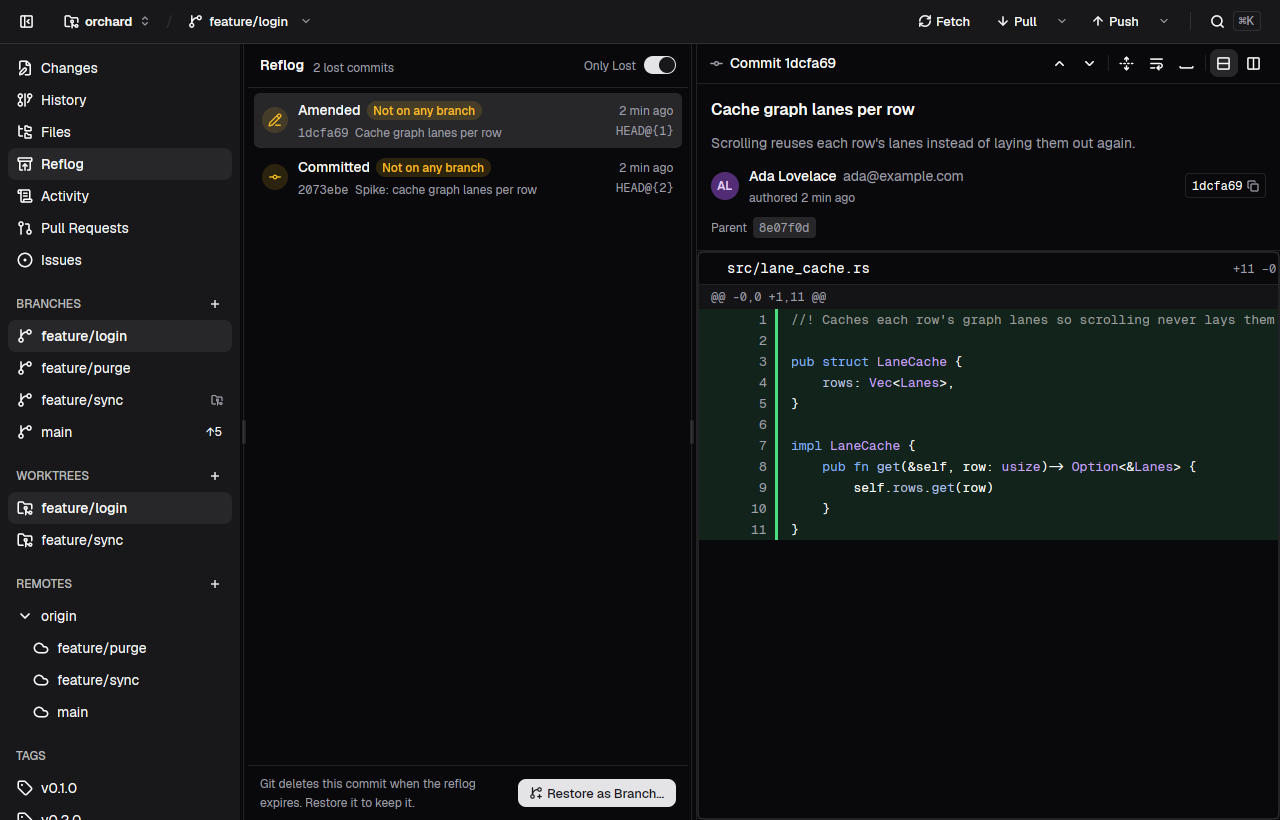 orchard / feature/login
Fetch Pull Push ⌘K
Changes
History
Files
Reflog
Activity
Pull Requests
Issues
BRANCHES
feature/login
feature/purge
feature/sync
main ↑5
WORKTREES
feature/login
feature/sync
REMOTES
origin
feature/purge
feature/sync
main
TAGS
v0.1.0
Reflog 2 lost commits Only Lost
Amended Not on any branch 2 min ago
1dcfa69 Cache graph lanes per row HEAD@{1}
Committed Not on any branch 2 min ago
2073ebe Spike: cache graph lanes per row HEAD@{2}
Git deletes this commit when the reflog
expires. Restore it to keep it.
Restore as Branch...
Commit 1dcfa69
Cache graph lanes per row
Scrolling reuses each row's lanes instead of laying them out again.
AL
Ada Lovelace ada@example.com
authored 2 min ago
1dcfa69
Parent 8e07f0d
src/lane_cache.rs +11 -0
@@ -0,0 +1,11 @@
1 //! Caches each row's graph lanes so scrolling never lays them
2
3 pub struct LaneCache {
4 rows: Vec<Lanes>,
5 }
6
7 impl LaneCache {
8 pub fn get(&self, row: usize)-> Option<&Lanes> {
9 self.rows.get(row)
10 }
11 }